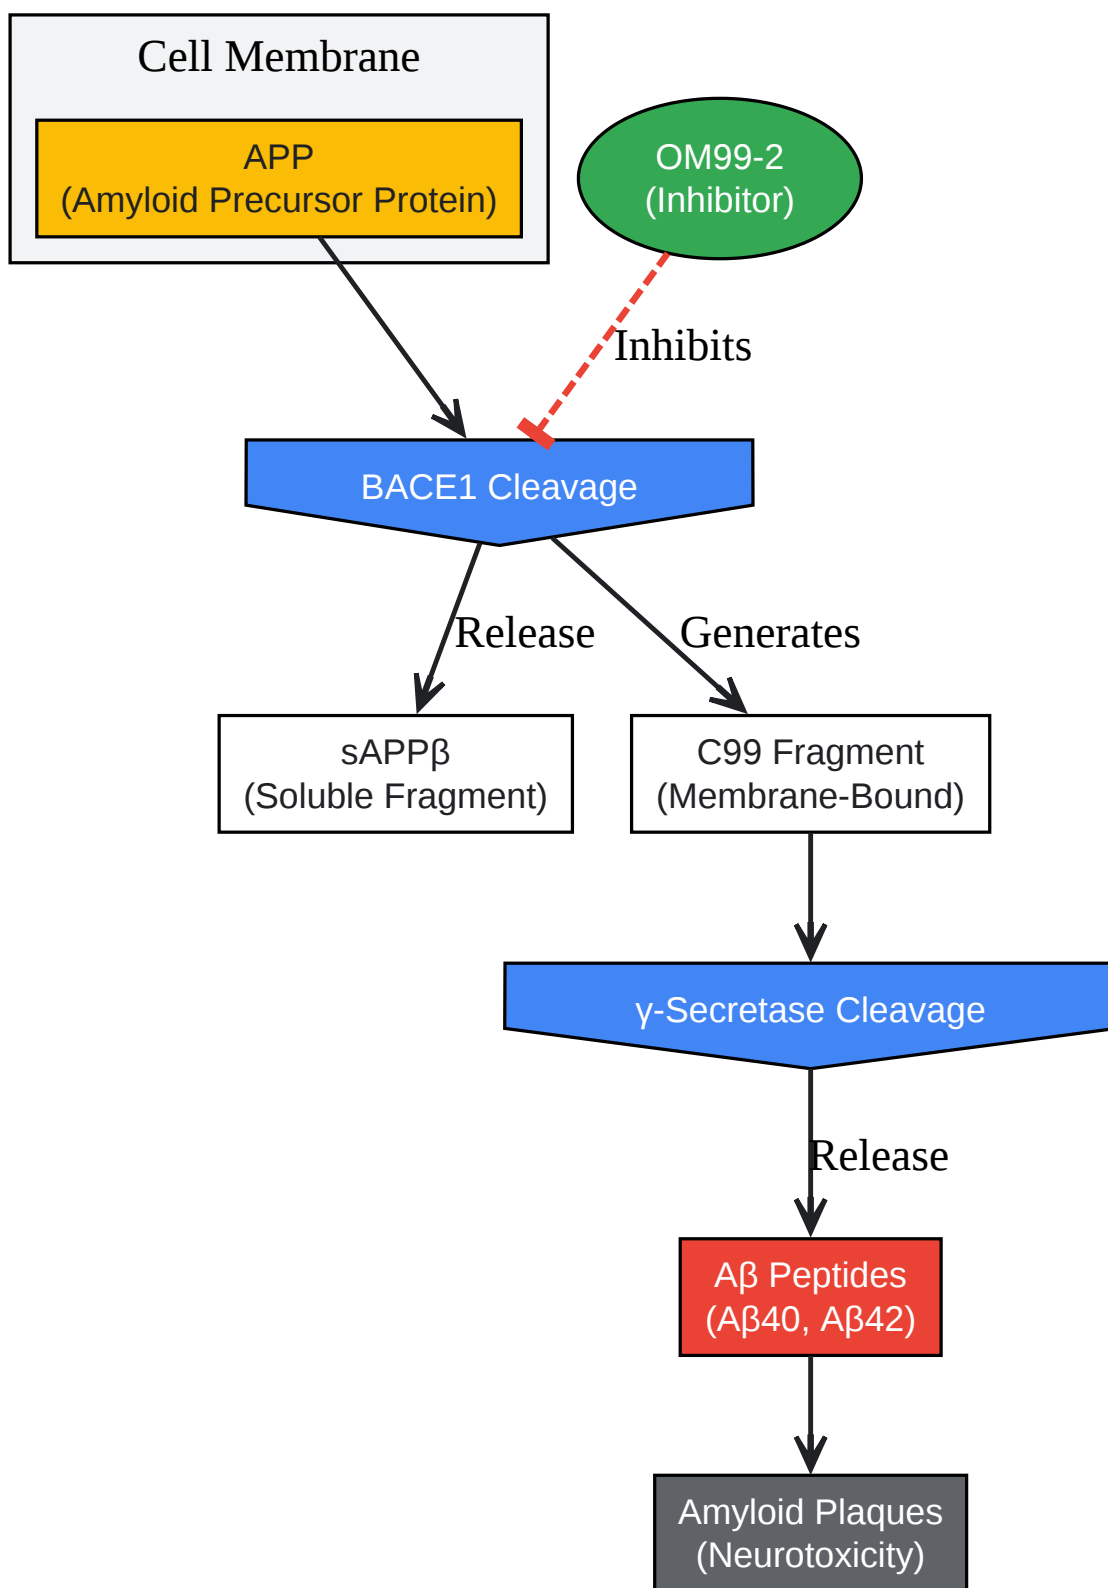 Cell Membrane
APP
(Amyloid Precursor Protein)
OM99-2
(Inhibitor)
Inhibits
BACE1 Cleavage
Release
Generates
sAPPβ
(Soluble Fragment)
C99 Fragment
(Membrane-Bound)
γ-Secretase Cleavage
Release
Aβ Peptides
(Aβ40, Aβ42)
Amyloid Plaques
(Neurotoxicity)